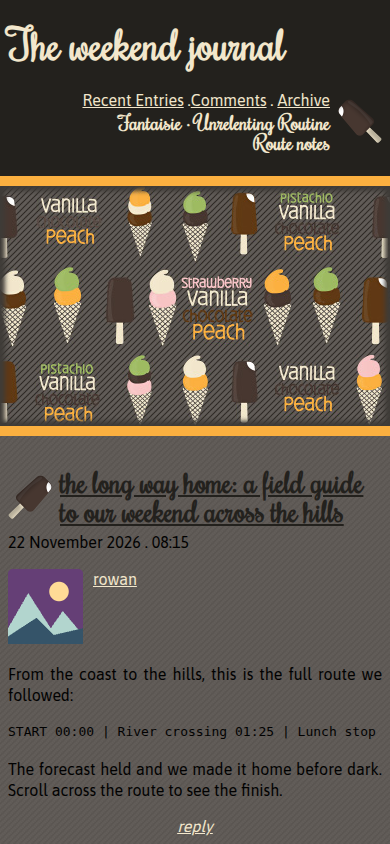 The weekend journal
Recent Entries .Comments . Archive
Fantaisie · Unrelenting Routine
Route notes
vanilla
Peach
Pistachio
vanilla
chocolate
Peach
strawberry
vanilla
chocolate
Peach
Pistachio
vanilla
chocolate
Peach
vanilla
chocolate
Peach
the long way home: a field guide
to our weekend across the hills
22 November 2026 . 08:15
rowan
From the coast to the hills, this is the full route we
followed:
START 00:00 | River crossing 01:25 | Lunch stop
The forecast held and we made it home before dark.
Scroll across the route to see the finish.
reply